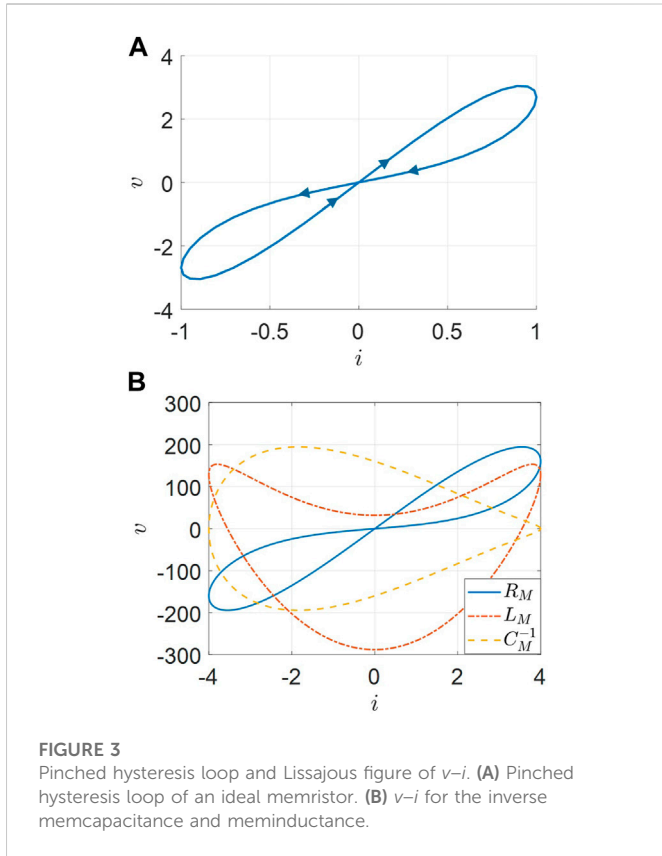 A
4
2
0
-2
-4
v
-1 -0.5 0 0.5 1
i
B
300
200
100
0
-100
-200
-300
v
R_M
L_M
C_M^{-1}
-4 -2 0 2 4
i
FIGURE 3
Pinched hysteresis loop and Lissajous figure of v–i. (A) Pinched
hysteresis loop of an ideal memristor. (B) v–i for the inverse
memcapacitance and meminductance.